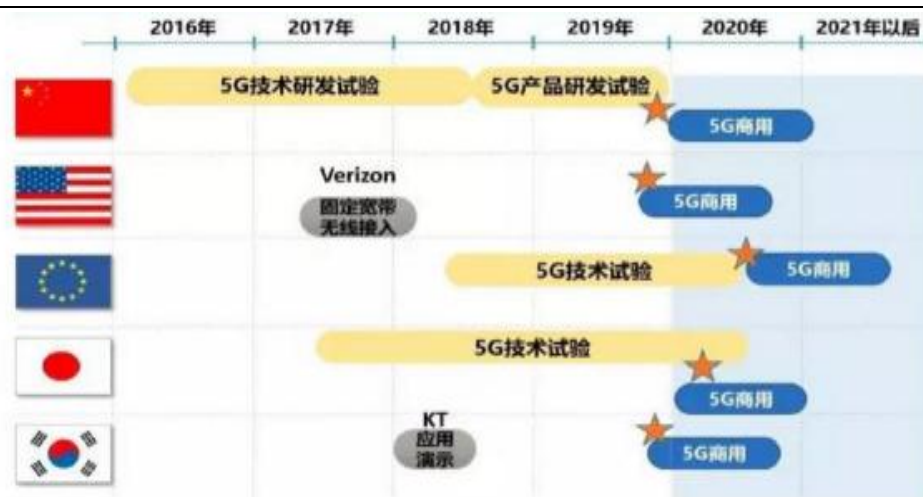 2016年 2017年 2018年 2019年 2020年 2021年以后
5G技术研发试验 5G产品研发试验
5G商用
Verizon
固定宽带
无线接入
5G商用
5G技术试验 5G商用
5G技术试验
5G商用
KT
应用
演示
5G商用